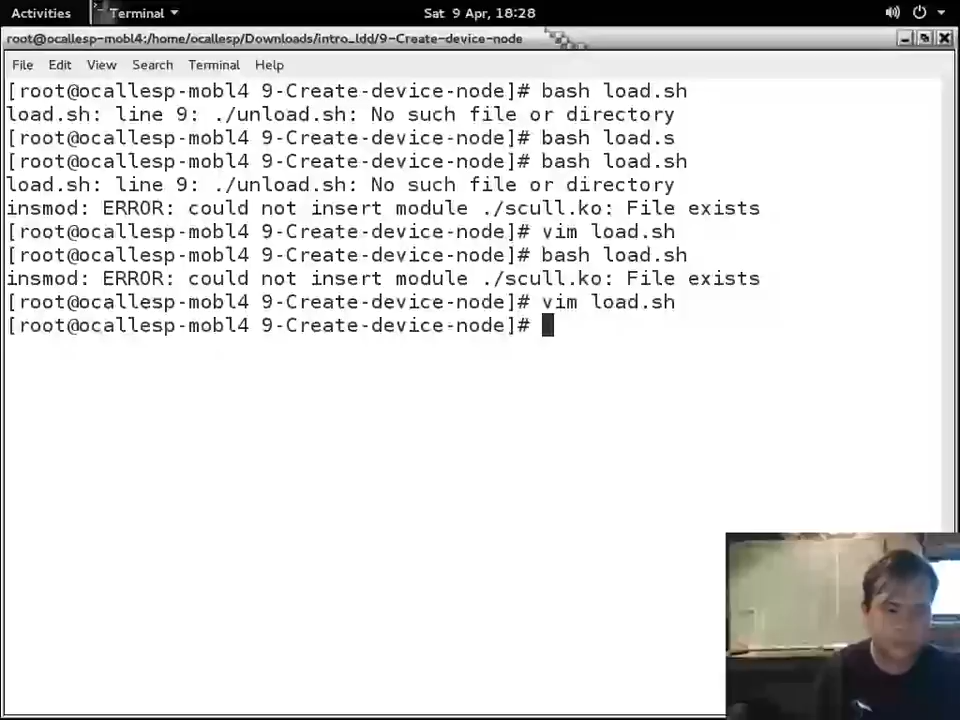 Activities
Terminal
Sat 9 Apr, 18:28
root@ocallesp-mobl4:/home/ocallesp/Downloads/intro_ldd/9-Create-device-node
File Edit View Search Terminal Help
[root@ocallesp-mobl4 9-Create-device-node]# bash load.sh
load.sh: line 9: ./unload.sh: No such file or directory
[root@ocallesp-mobl4 9-Create-device-node]# bash load.s
[root@ocallesp-mobl4 9-Create-device-node]# bash load.sh
load.sh: line 9: ./unload.sh: No such file or directory
insmod: ERROR: could not insert module ./scull.ko: File exists
[root@ocallesp-mobl4 9-Create-device-node]# vim load.sh
[root@ocallesp-mobl4 9-Create-device-node]# bash load.sh
insmod: ERROR: could not insert module ./scull.ko: File exists
[root@ocallesp-mobl4 9-Create-device-node]# vim load.sh
[root@ocallesp-mobl4 9-Create-device-node]#